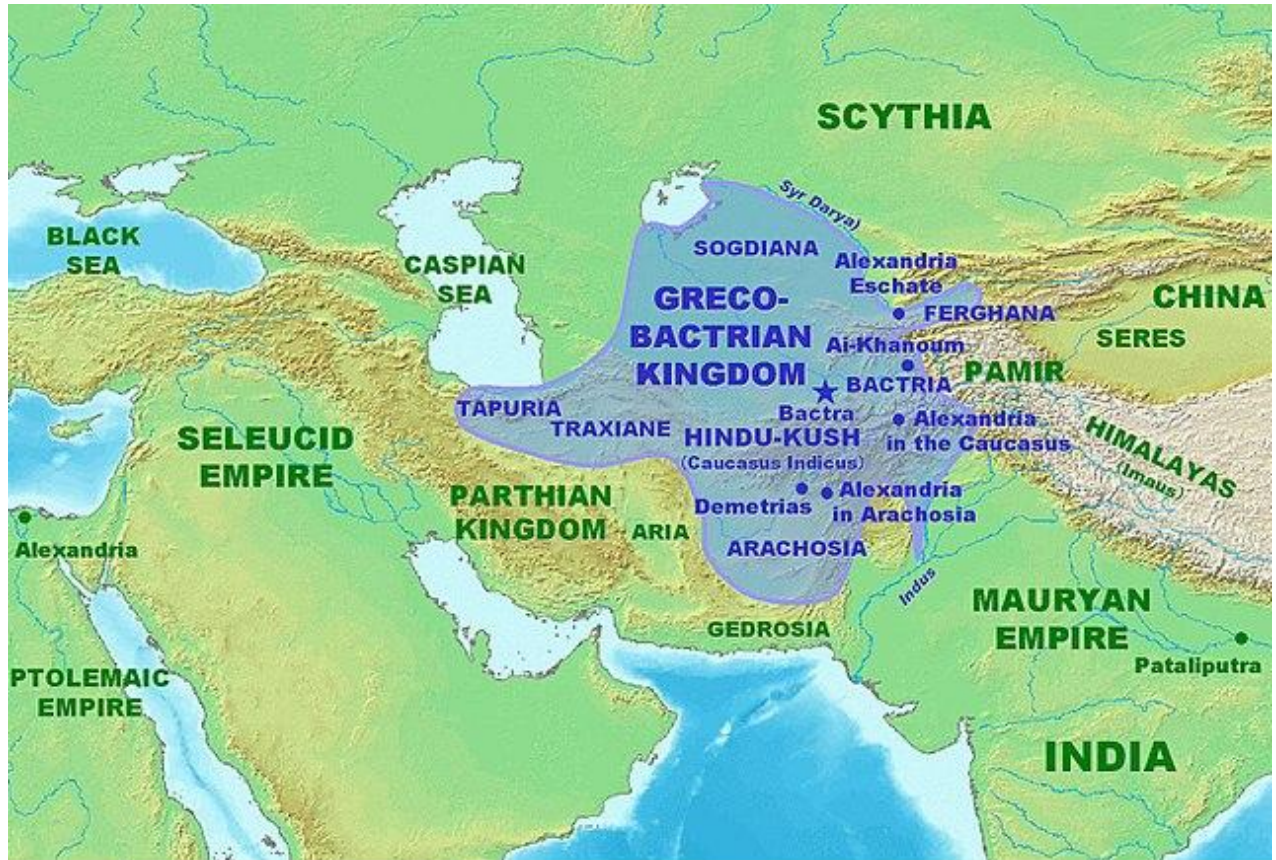 SCYTHIA
Syr Darya)
BLACK
SEA
CASPIAN
SEA
SOGDIANA
Alexandria
Eschate
GRECO-
BACTRIAN
KINGDOM
FERGHANA
CHINA
SERES
Ai-Khanoum
PAMIR
BACTRIA
Bactra
TAPURIA
TRAXIANE
HINDU-KUSH
(Caucasus Indicus)
Alexandria
in the Caucasus
HIMALAYAS
(Imaus)
SELEUCID
EMPIRE
PARTHIAN
KINGDOM
ARIA
Demetrias
Alexandria
in Arachosia
ARACHOSIA
Alexandria
Indus
GEDROSIA
MAURYAN
EMPIRE
Pataliputra
PTOLEMAIC
EMPIRE
INDIA